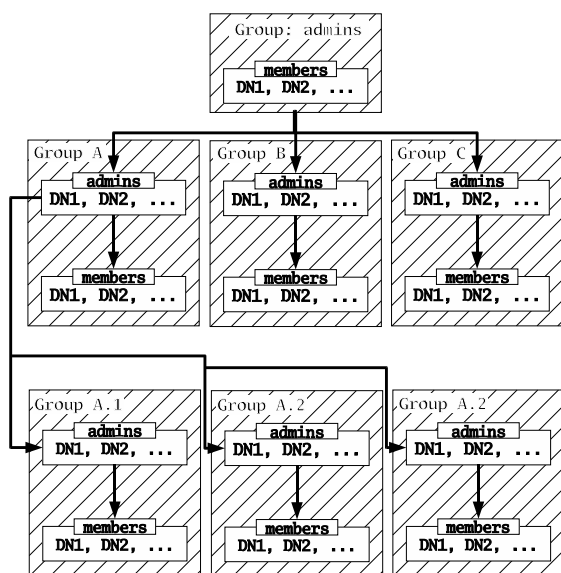 Group: admins
members
DN1, DN2, ...
Group A
admins
DN1, DN2, ...
members
DN1, DN2, ...
Group B
admins
DN1, DN2, ...
members
DN1, DN2, ...
Group C
admins
DN1, DN2, ...
members
DN1, DN2, ...
Group A.1
admins
DN1, DN2, ...
members
DN1, DN2, ...
Group A.2
admins
DN1, DN2, ...
members
DN1, DN2, ...
Group A.2
admins
DN1, DN2, ...
members
DN1, DN2, ...